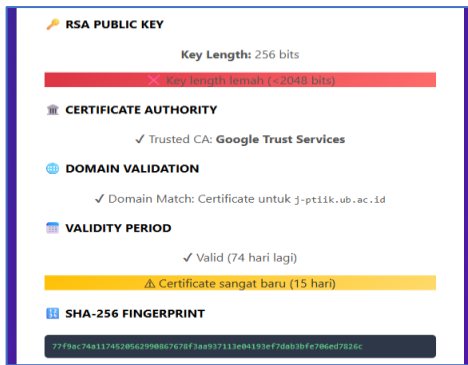 🔑 RSA PUBLIC KEY
Key Length: 256 bits
❌ Key length lemah (<2048 bits)
🏛 CERTIFICATE AUTHORITY
✓ Trusted CA: Google Trust Services
🌐 DOMAIN VALIDATION
✓ Domain Match: Certificate untuk j-ptiik.ub.ac.id
📅 VALIDITY PERIOD
✓ Valid (74 hari lagi)
⚠ Certificate sangat baru (15 hari)
🔢 SHA-256 FINGERPRINT
77f9ac74a1174520562990867678f3aa937113e04193ef7dab3bfe706ed7826c